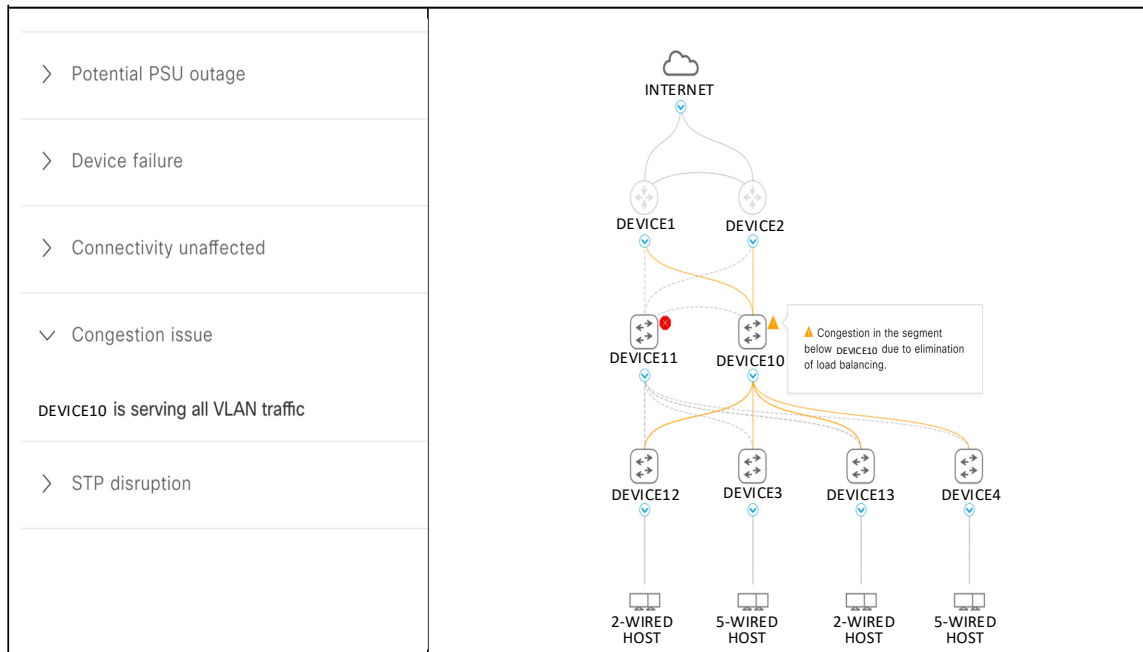 Potential PSU outage
Device failure
Connectivity unaffected
Congestion issue
DEVICE10 is serving all VLAN traffic
STP disruption
INTERNET
DEVICE1
DEVICE2
DEVICE11
DEVICE10
Congestion in the segment
below DEVICE10 due to elimination
of load balancing.
DEVICE12
DEVICE3
DEVICE13
DEVICE4
2-WIRED
HOST
5-WIRED
HOST
2-WIRED
HOST
5-WIRED
HOST